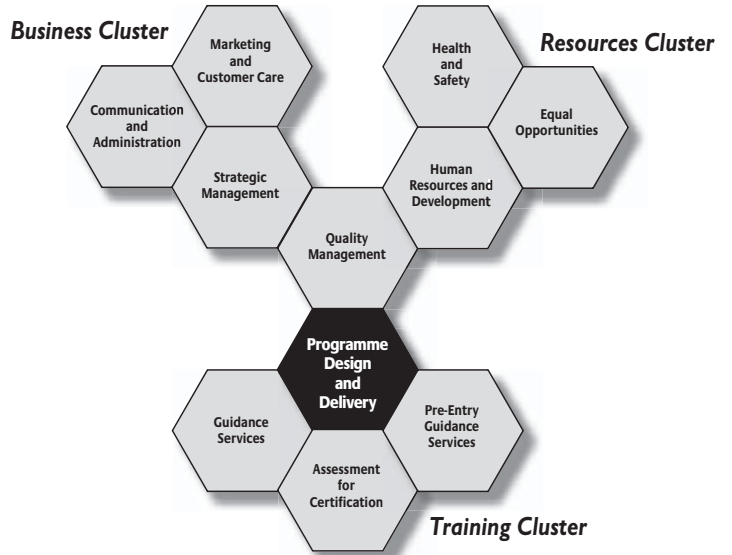 Business Cluster
Marketing
and
Customer Care
Communication
and
Administration
Strategic
Management
Resources Cluster
Health
and
Safety
Equal
Opportunities
Human
Resources and
Development
Quality
Management
Programme
Design
and
Delivery
Guidance
Services
Pre-Entry
Guidance
Services
Assessment
for
Certification
Training Cluster